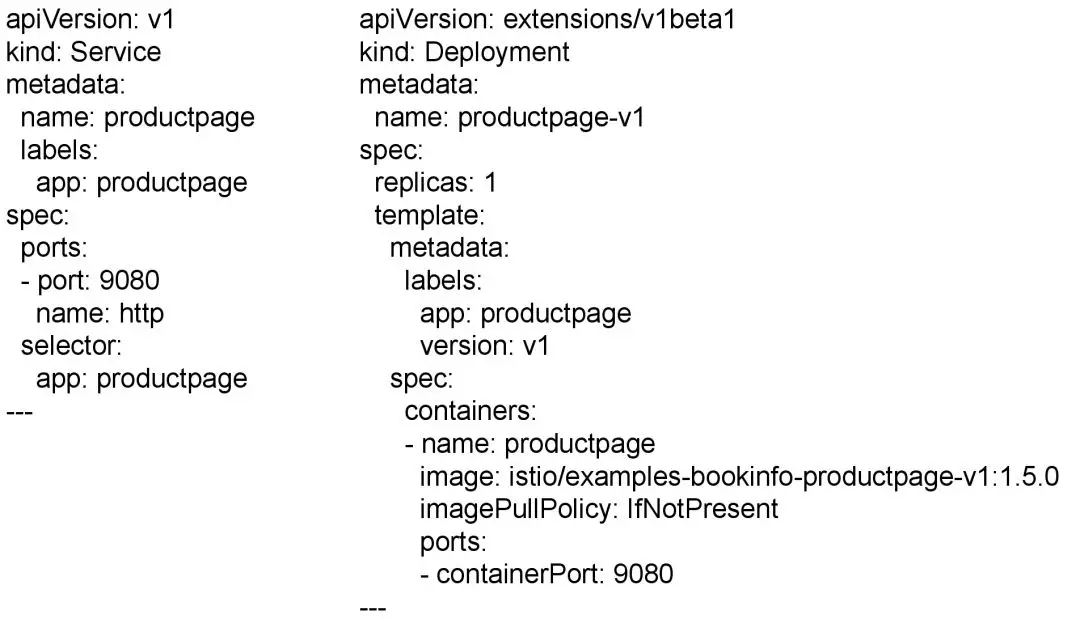 apiVersion: v1
kind: Service
metadata:
  name: productpage
  labels:
    app: productpage
spec:
  ports:
  - port: 9080
    name: http
  selector:
    app: productpage
---
apiVersion: extensions/v1beta1
kind: Deployment
metadata:
  name: productpage-v1
spec:
  replicas: 1
  template:
    metadata:
      labels:
        app: productpage
        version: v1
    spec:
      containers:
      - name: productpage
        image: istio/examples-bookinfo-productpage-v1:1.5.0
        imagePullPolicy: IfNotPresent
        ports:
        - containerPort: 9080
---